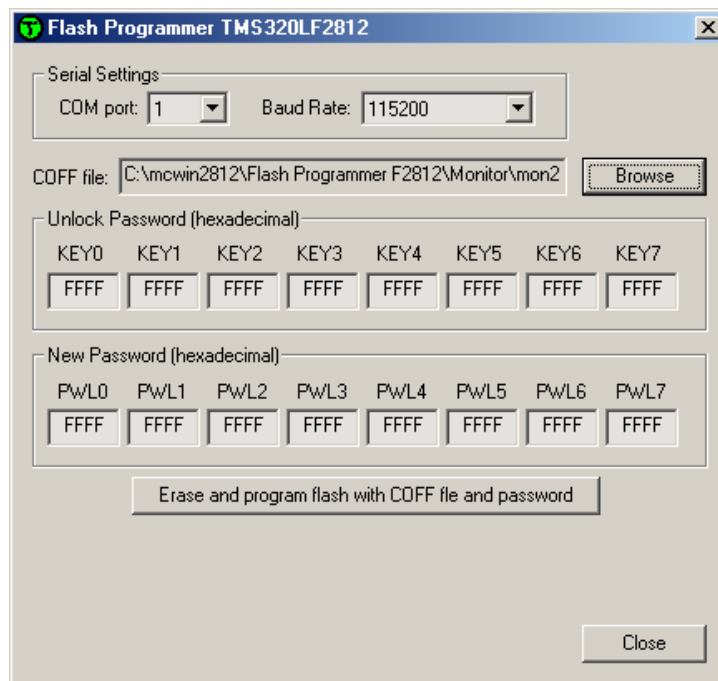 Flash Programmer TMS320LF2812
Serial Settings
COM port: 1 Baud Rate: 115200
COFF file: C:\mcwin2812\Flash Programmer F2812\Monitor\mon2 Browse
Unlock Password (hexadecimal)
KEY0 KEY1 KEY2 KEY3 KEY4 KEY5 KEY6 KEY7
FFFF FFFF FFFF FFFF FFFF FFFF FFFF FFFF
New Password (hexadecimal)
PWL0 PWL1 PWL2 PWL3 PWL4 PWL5 PWL6 PWL7
FFFF FFFF FFFF FFFF FFFF FFFF FFFF FFFF
Erase and program flash with COFF fle and password
Close